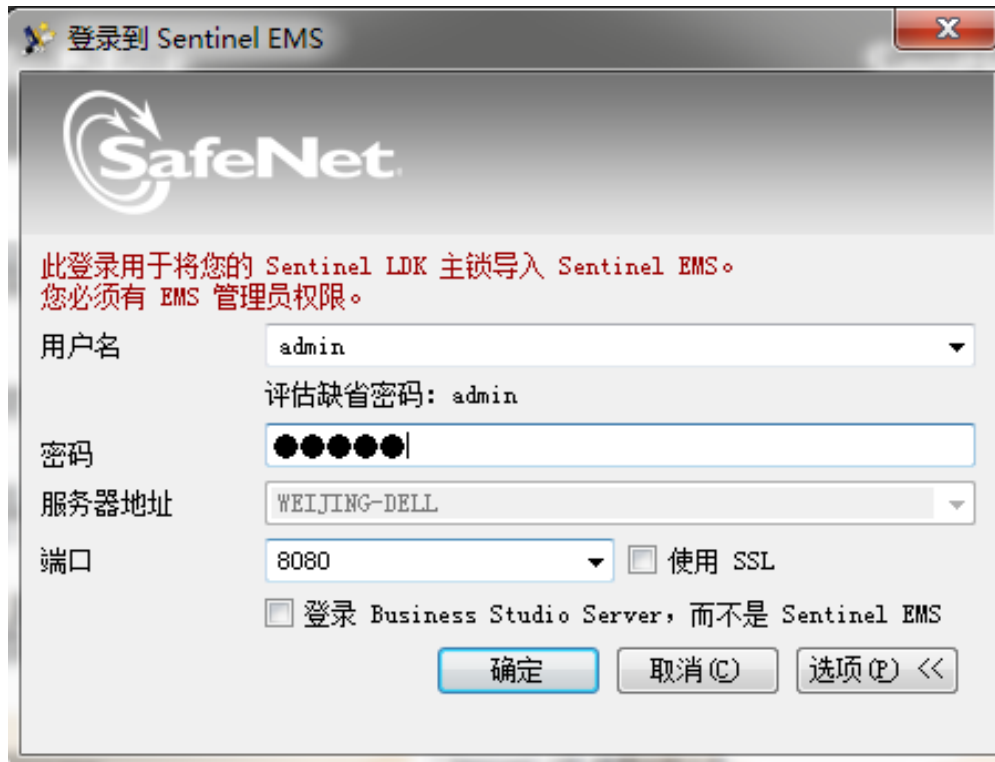 登录到 Sentinel EMS
SafeNet.
此登录用于将您的 Sentinel LDK 主锁导入 Sentinel EMS。
您必须有 EMS 管理员权限。
用户名 admin
评估缺省密码: admin
密码 ●●●●●
服务器地址 WEIJING-DELL
端口 8080 使用 SSL
登录 Business Studio Server，而不是 Sentinel EMS
确定 取消(C) 选项(P) <<